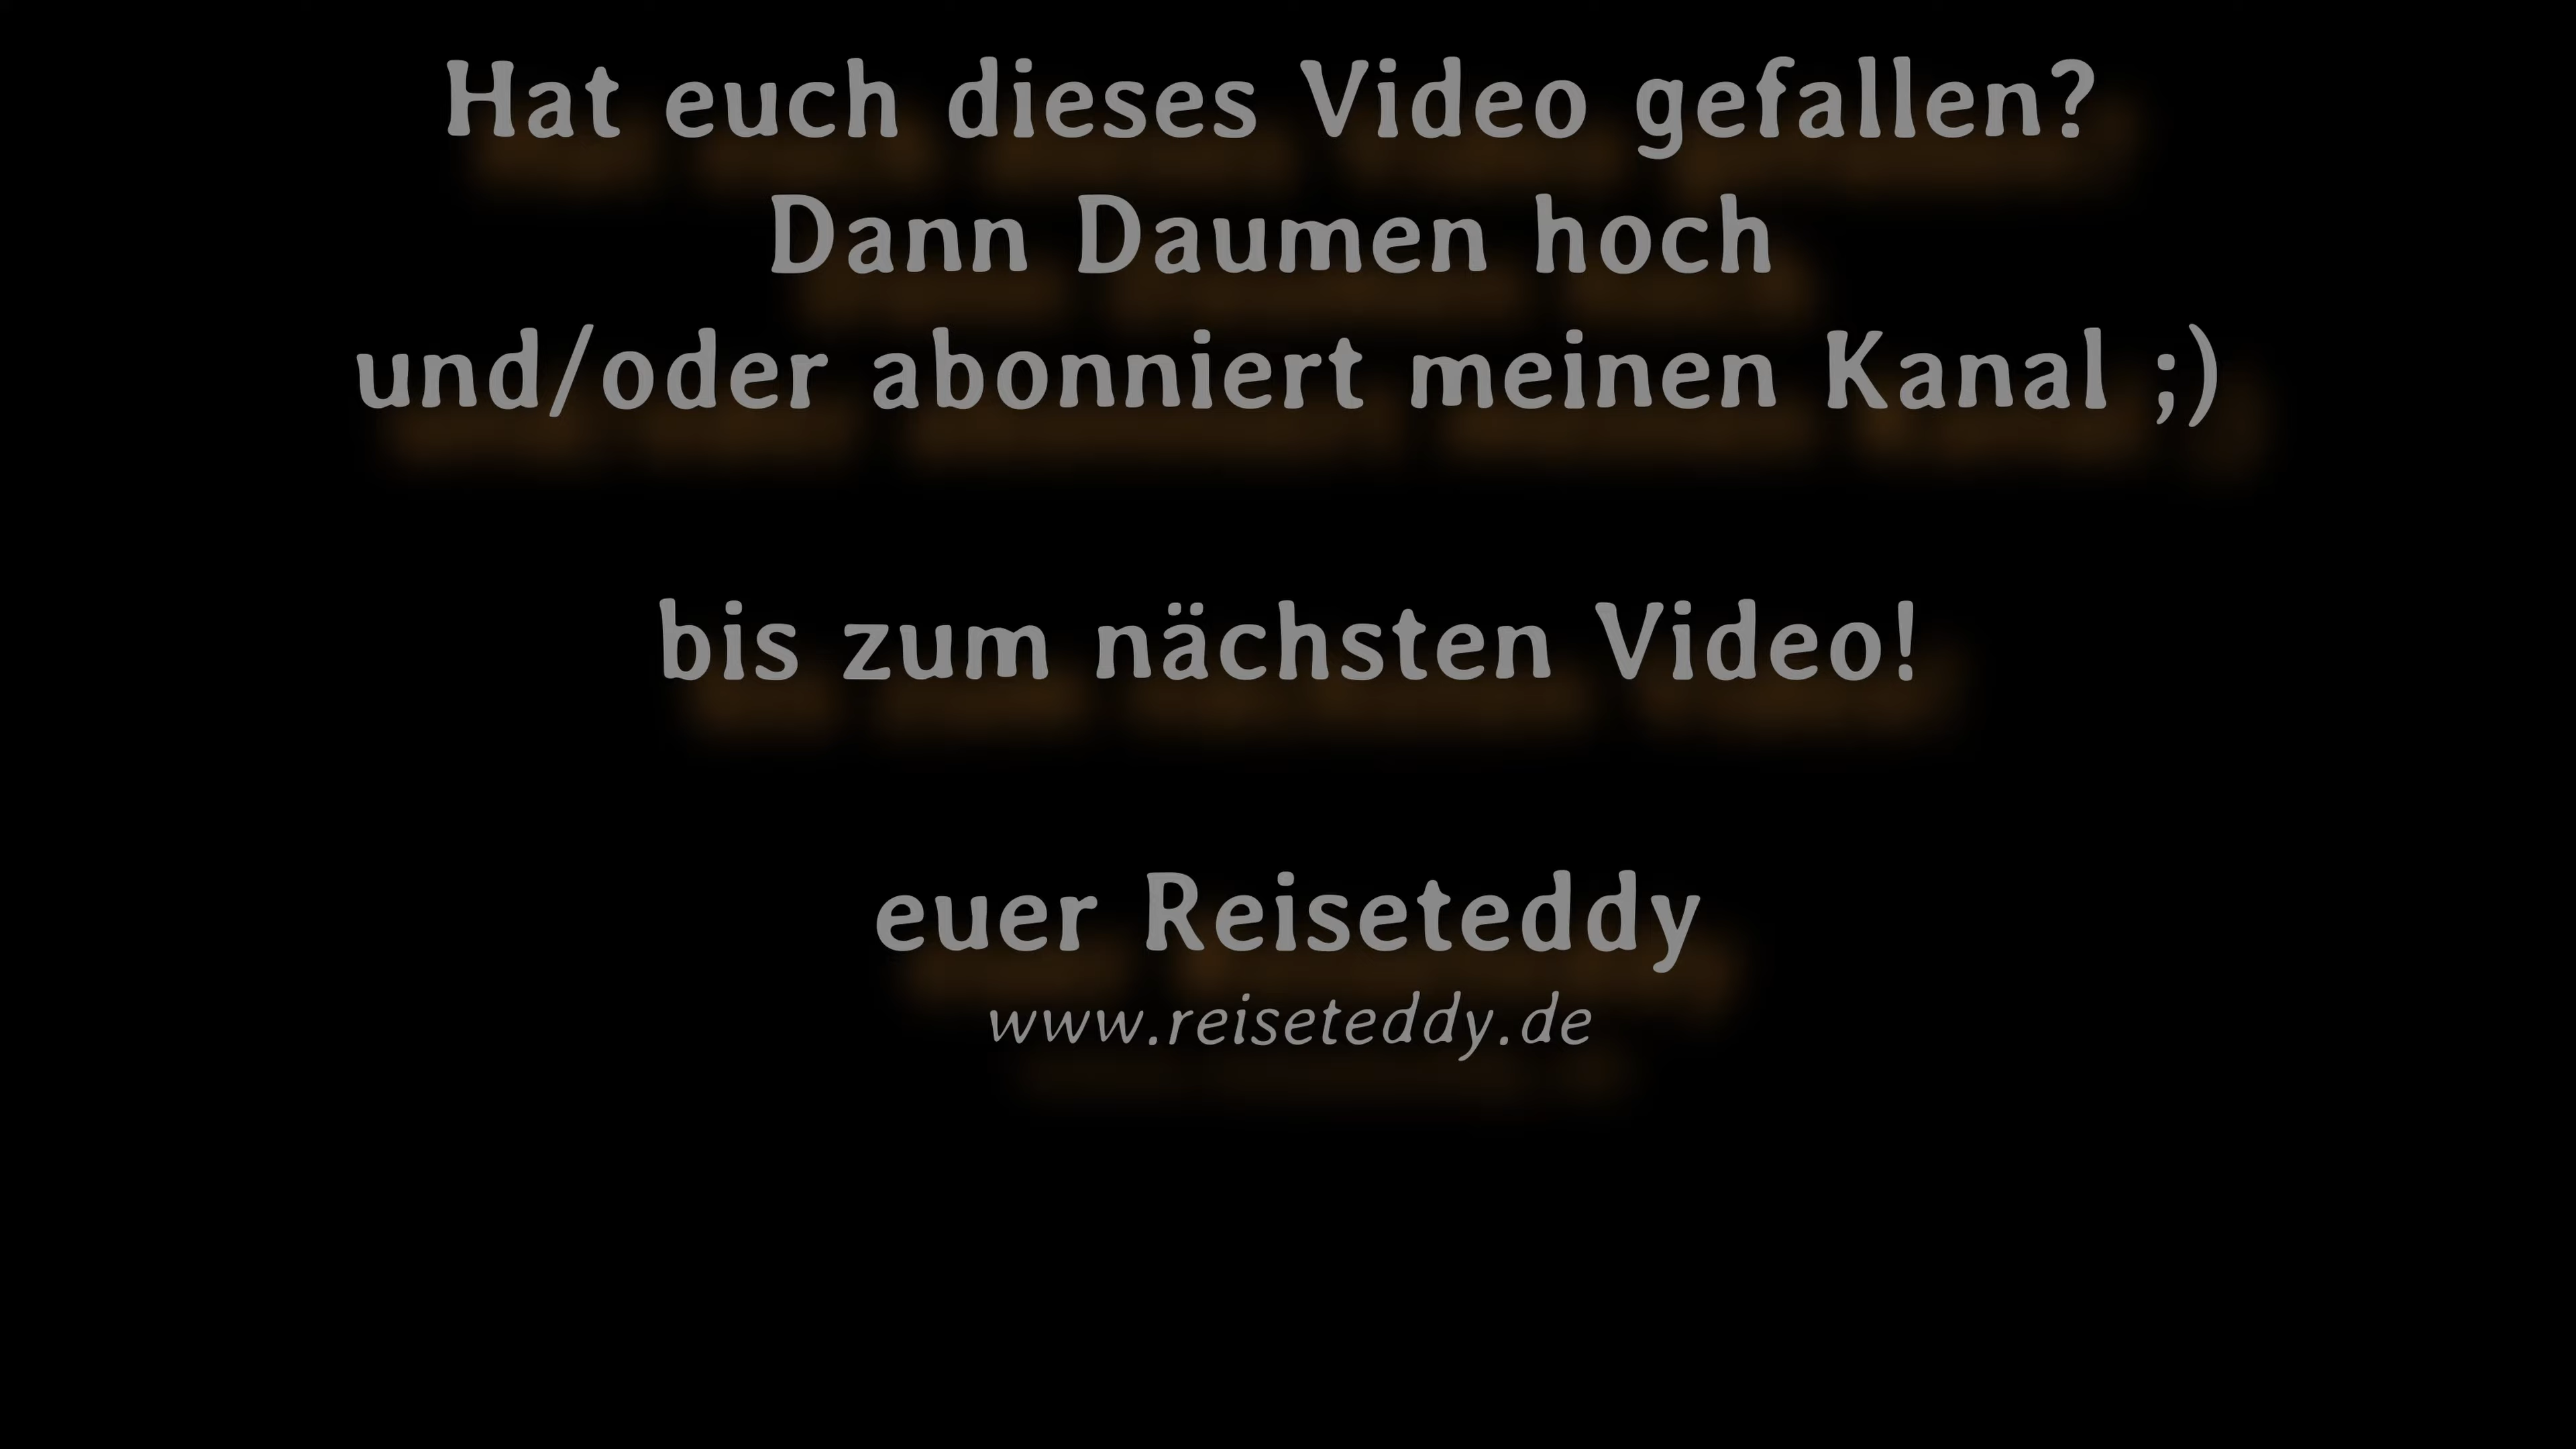 Hat euch dieses Video gefallen?
Dann Daumen hoch
und/oder abonniert meinen Kanal ;)
bis zum nächsten Video!
euer Reiseteddy
www.reiseteddy.de